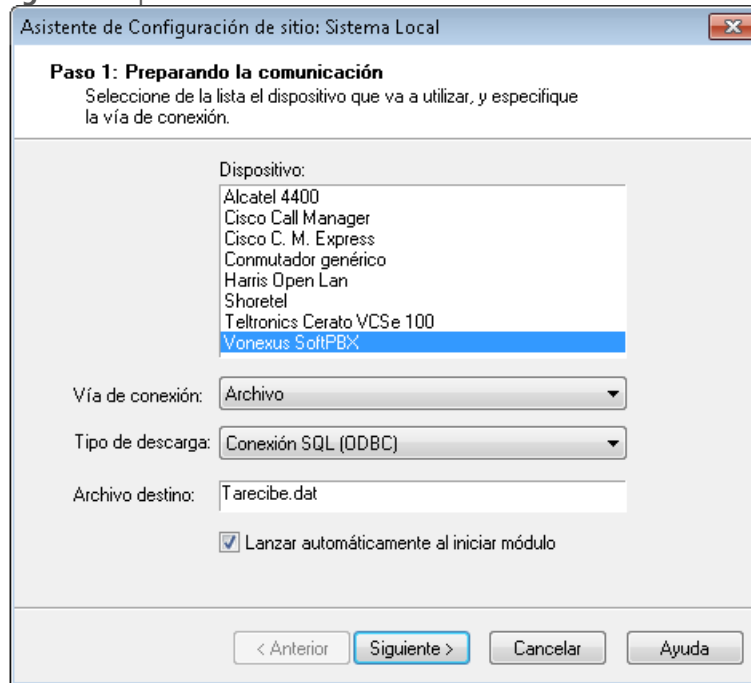 Asistente de Configuración de sitio: Sistema Local
Paso 1: Preparando la comunicación
Seleccione de la lista el dispositivo que va a utilizar, y especifique
la vía de conexión.
Dispositivo:
Alcatel 4400
Cisco Call Manager
Cisco C. M. Express
Conmutador genérico
Harris Open Lan
Shoretel
Teltronics Cerato VCSe 100
Vonexus SoftPBX
Vía de conexión: Archivo
Tipo de descarga: Conexión SQL (ODBC)
Archivo destino: Tarecibe.dat
Lanzar automáticamente al iniciar módulo
< Anterior Siguiente > Cancelar Ayuda